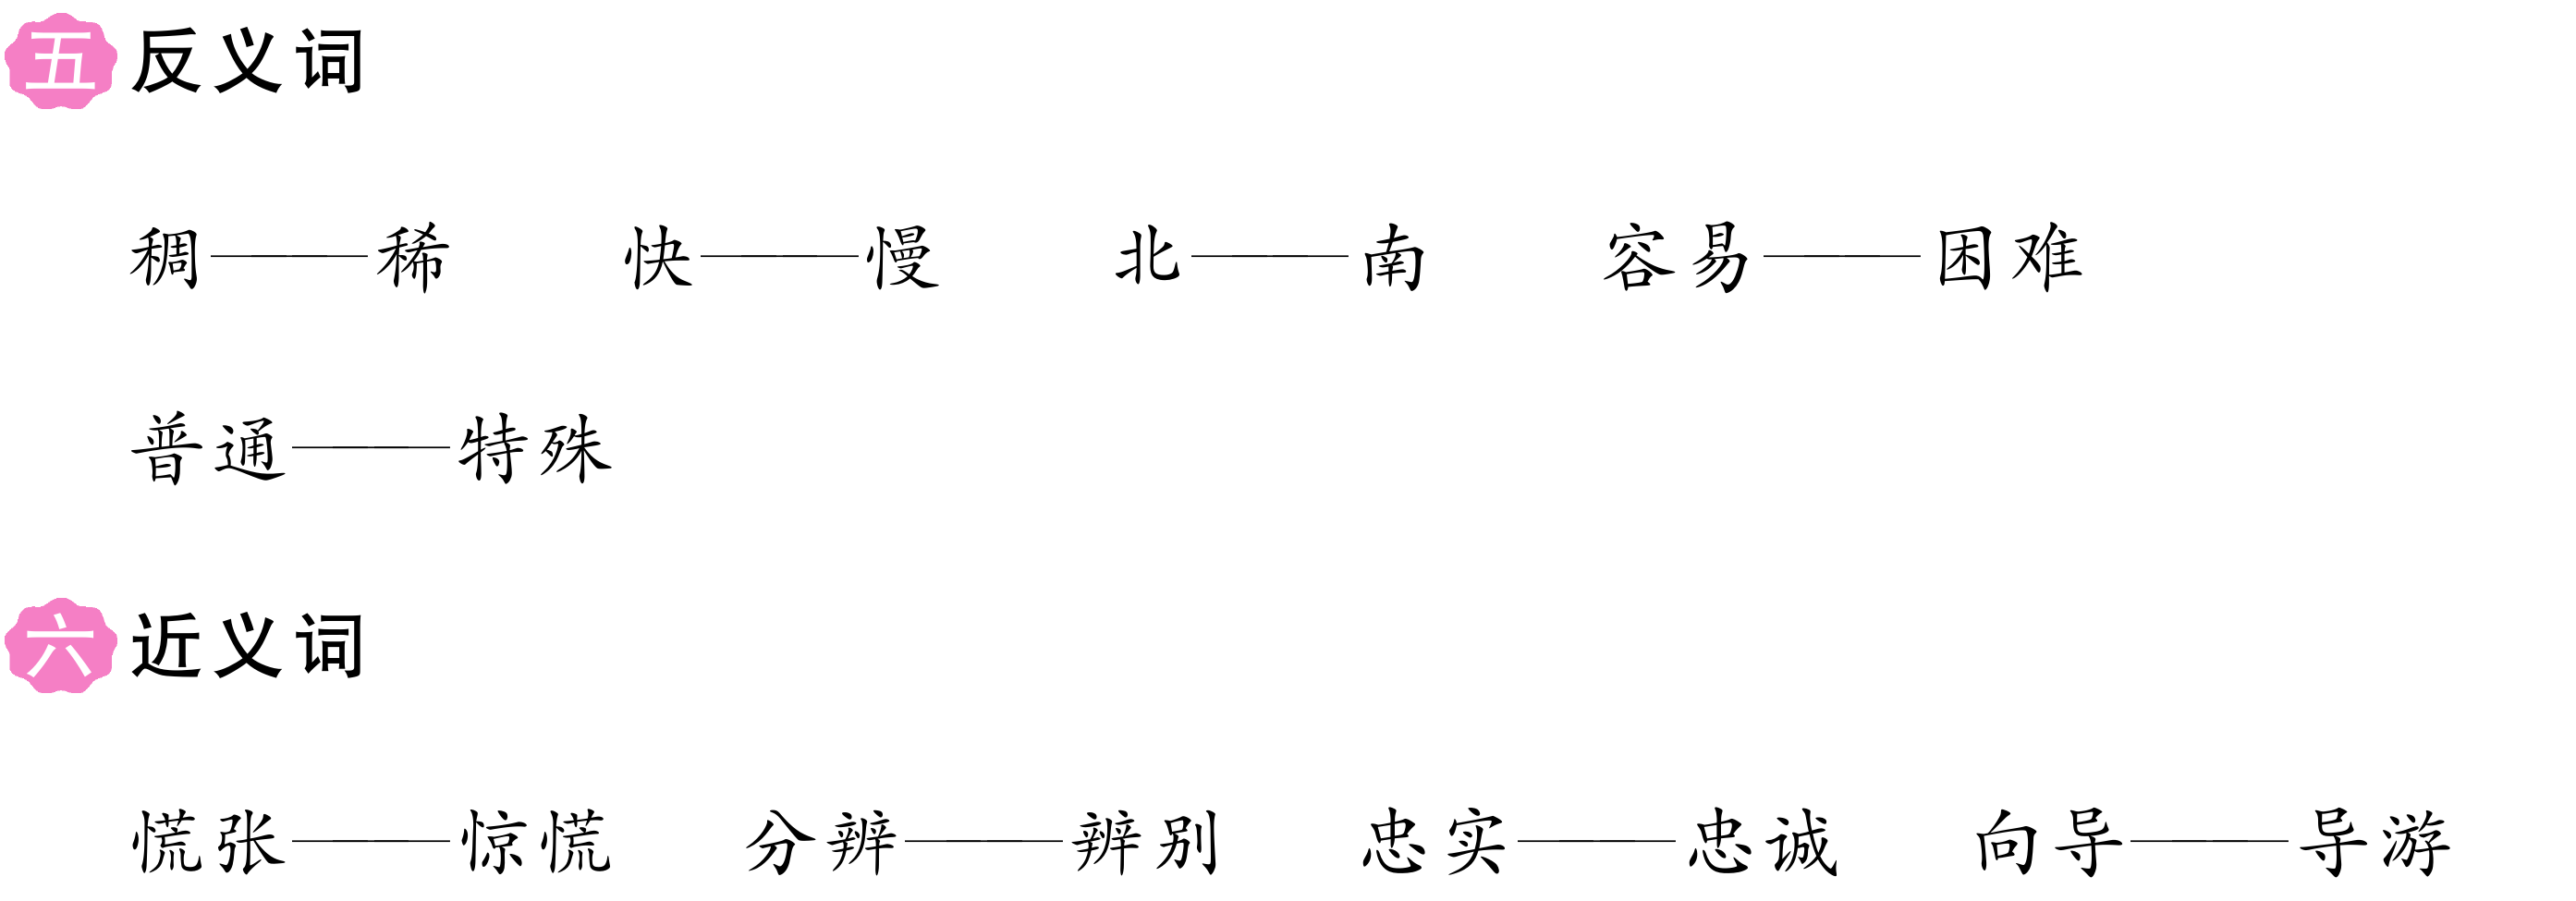 五 反义词
稠——稀 快——慢 北——南 容易——困难
普通——特殊
六 近义词
慌张——惊慌 分辨——辨别 忠实——忠诚 向导——导游